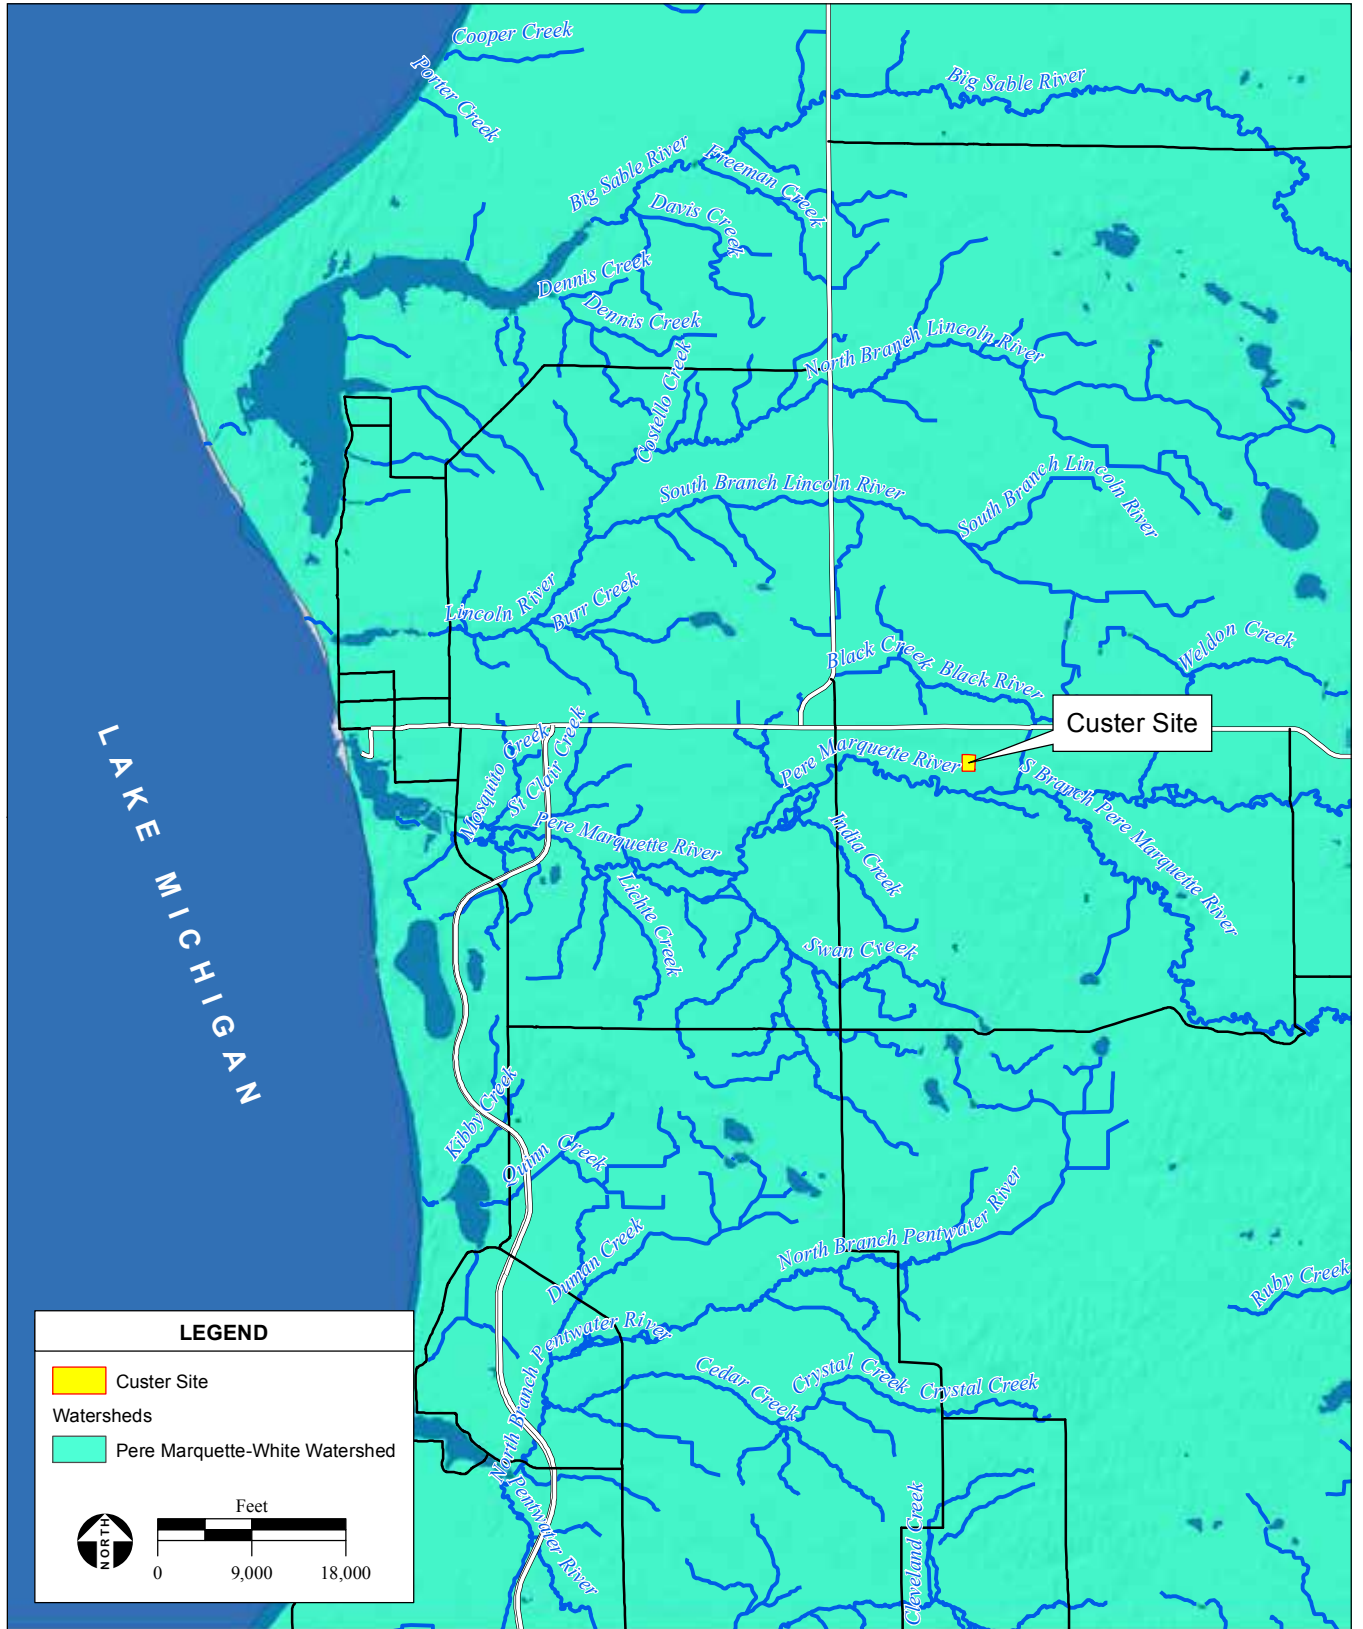 Cooper Creek
Porter Creek
Big Sable River
Big Sable River
Freeman Creek
Davis Creek
Dennis Creek
Dennis Creek
North Branch Lincoln River
Costello Creek
South Branch Lincoln River
South Branch Lincoln River
Lincoln River
Burr Creek
Black Creek
Black River
Weldon Creek
Custer Site
LAKE MICHIGAN
Mosquito Creek
St Clair Creek
Pere Marquette River
S Branch Pere Marquette River
Pere Marquette River
India Creek
Lichte Creek
Swan Creek
Kibby Creek
Quinn Creek
North Branch Pentwater River
Duman Creek
Ruby Creek
North Branch Pentwater River
Cedar Creek
Crystal Creek
Crystal Creek
Pentwater River
Cleveland Creek
LEGEND
Custer Site
Watersheds
Pere Marquette-White Watershed
NORTH
Feet
0 9,000 18,000